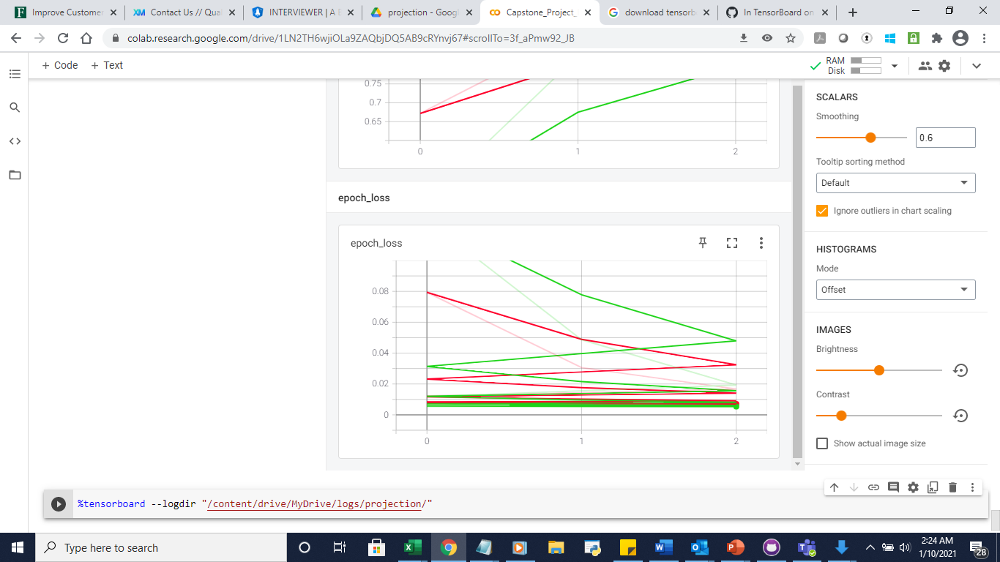 Improve Customer
Contact Us // Qual
INTERVIEWER | A B
projection - Googl
Capstone_Project_
download tensorb
In TensorBoard on
colab.research.google.com/drive/1LN2TH6wjiOLa9ZAQbjDQ5AB9cRYnvj67#scrollTo=3f_aPmw92_JB
+ Code + Text
RAM
Disk
0.75
0.7
0.65
0 1 2
epoch_loss
epoch_loss
0.08
0.06
0.04
0.02
0
0 1 2
SCALARS
Smoothing
0.6
Tooltip sorting method
Default
Ignore outliers in chart scaling
HISTOGRAMS
Mode
Offset
IMAGES
Brightness
Contrast
Show actual image size
%tensorboard --logdir "/content/drive/MyDrive/logs/projection/"
Type here to search
2:24 AM
1/10/2021
28